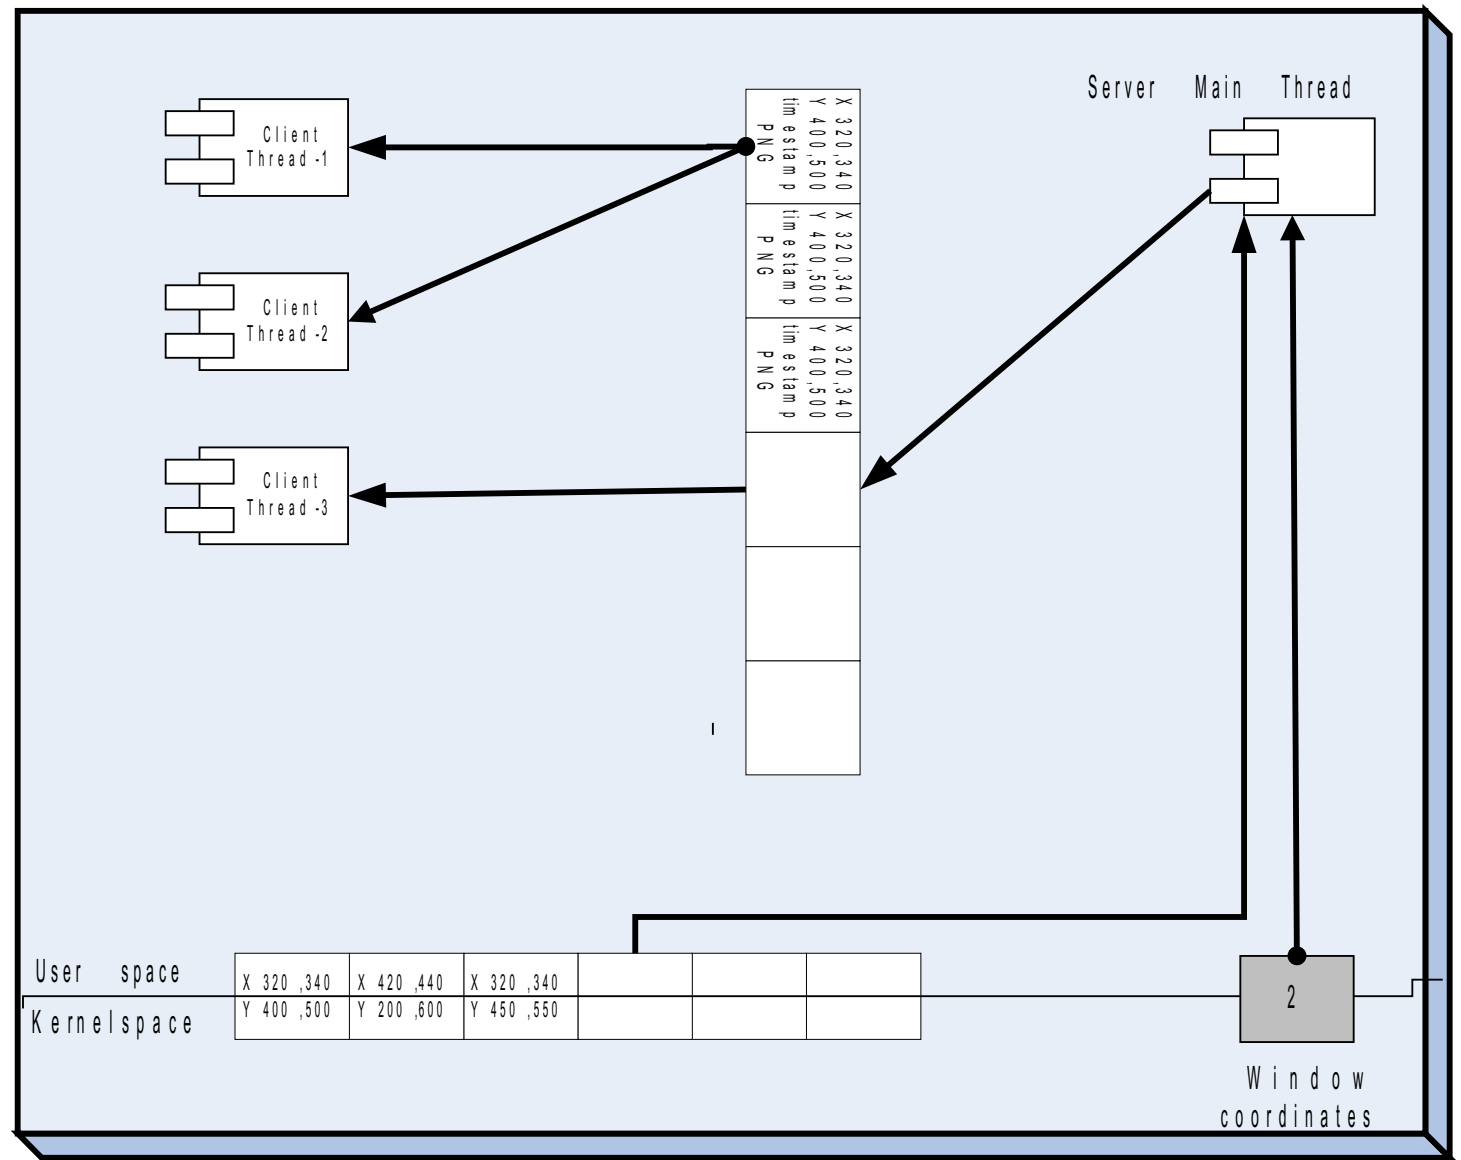 Server Main Thread
Client
Thread -1
Client
Thread -2
Client
Thread -3
X 320,340
Y 400,500
timestamp
PNG
X 320,340
Y 400,500
timestamp
PNG
X 320,340
Y 400,500
timestamp
PNG
User space
Kernelspace
X 320 ,340
Y 400 ,500
X 420 ,440
Y 200 ,600
X 320 ,340
Y 450 ,550
2
Window
coordinates